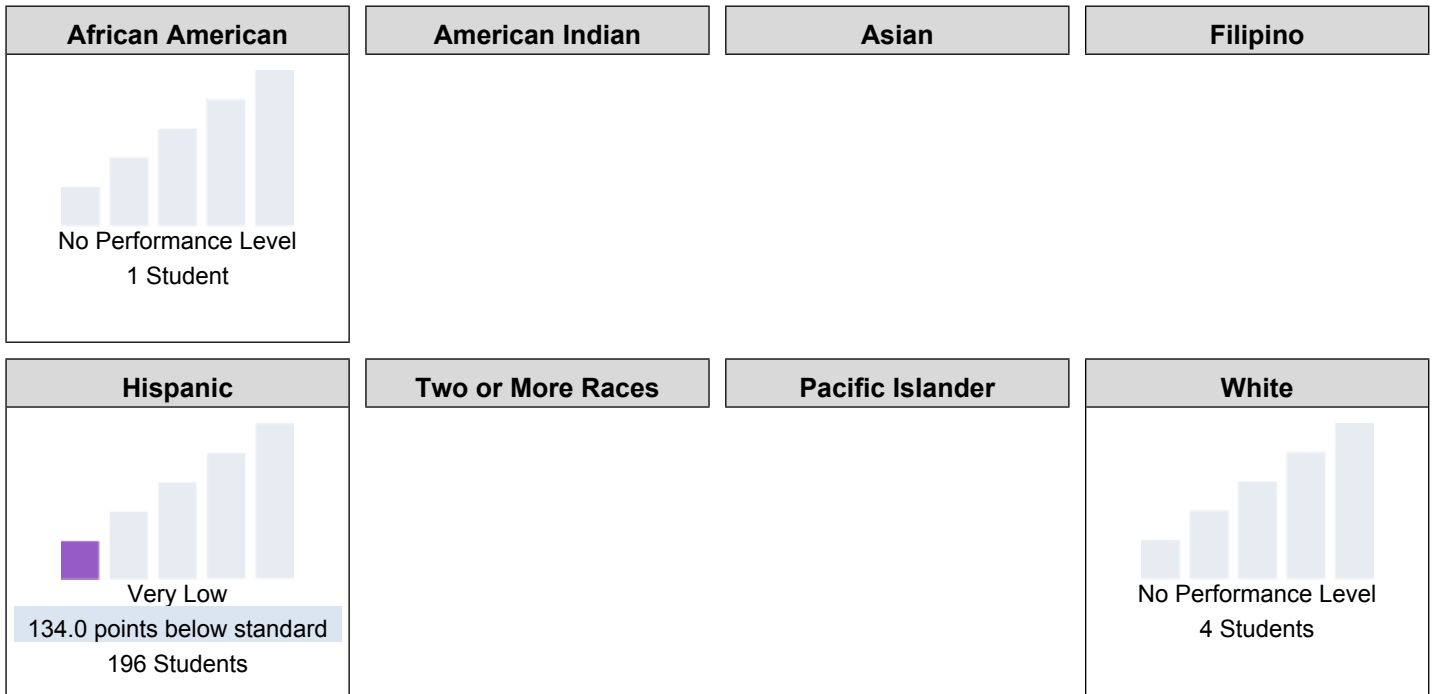 African American
American Indian
Asian
Filipino
No Performance Level
1 Student
Hispanic
Two or More Races
Pacific Islander
White
Very Low
134.0 points below standard
196 Students
No Performance Level
4 Students